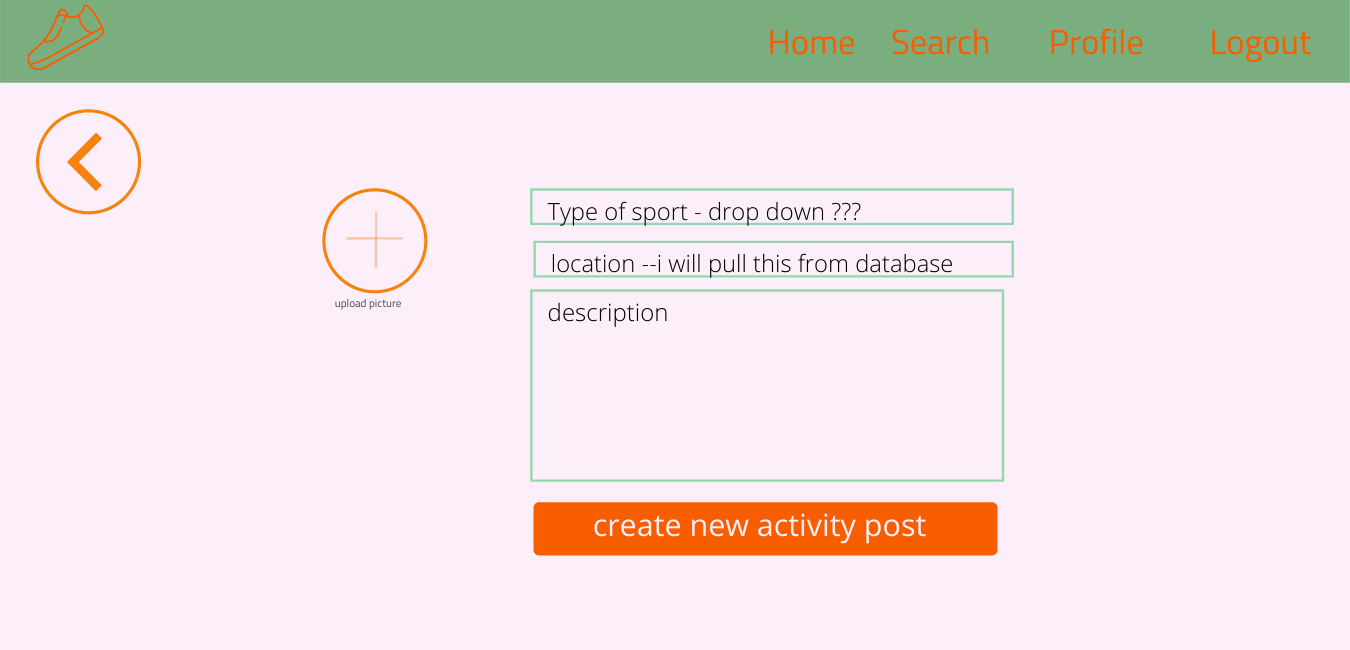 Home Search Profile Logout
Type of sport - drop down ???
location --i will pull this from database
upload picture
description
create new activity post